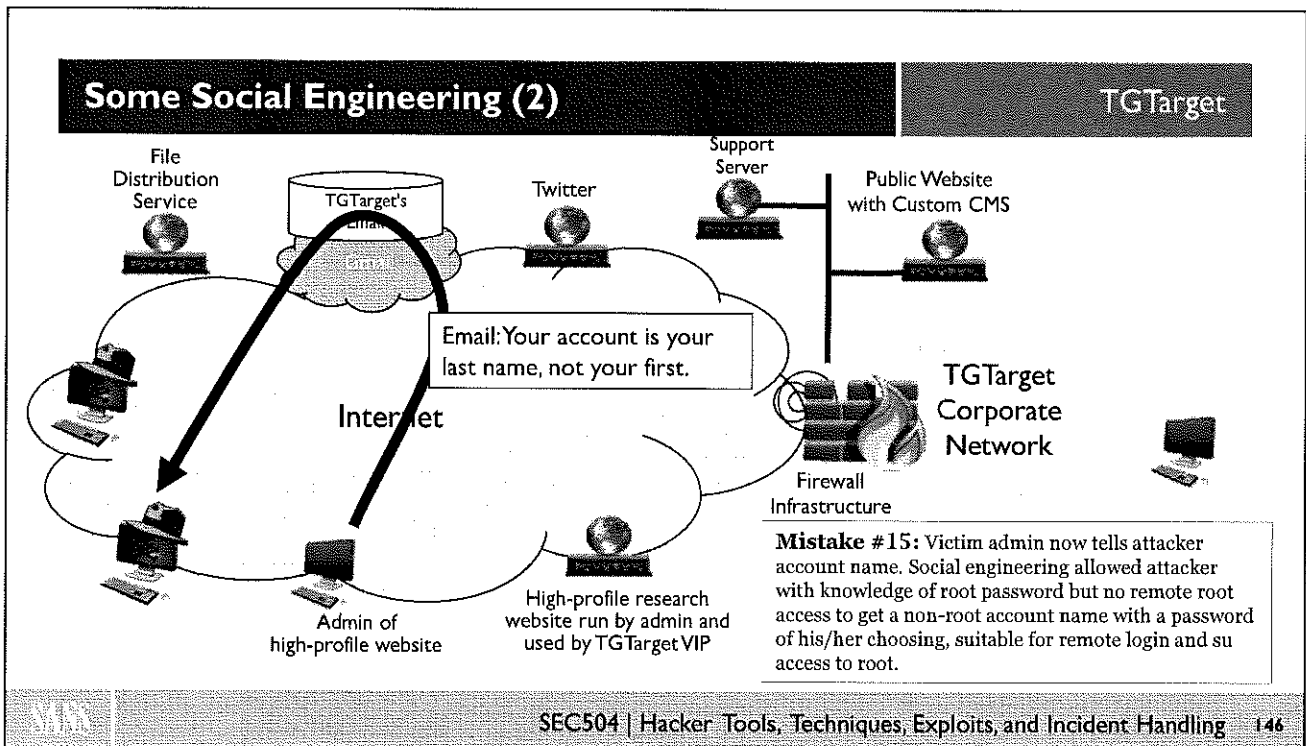 Some Social Engineering (2)
TGTarget
File
Distribution
Service
TGTarget's
Email
Email
Twitter
Support
Server
Public Website
with Custom CMS
Email: Your account is your
last name, not your first.
Internet
TGTarget
Corporate
Network
Firewall
Infrastructure
Admin of
high-profile website
High-profile research
website run by admin and
used by TGTarget VIP
Mistake #15: Victim admin now tells attacker
account name. Social engineering allowed attacker
with knowledge of root password but no remote root
access to get a non-root account name with a password
of his/her choosing, suitable for remote login and su
access to root.
SANS
SEC504 | Hacker Tools, Techniques, Exploits, and Incident Handling 146